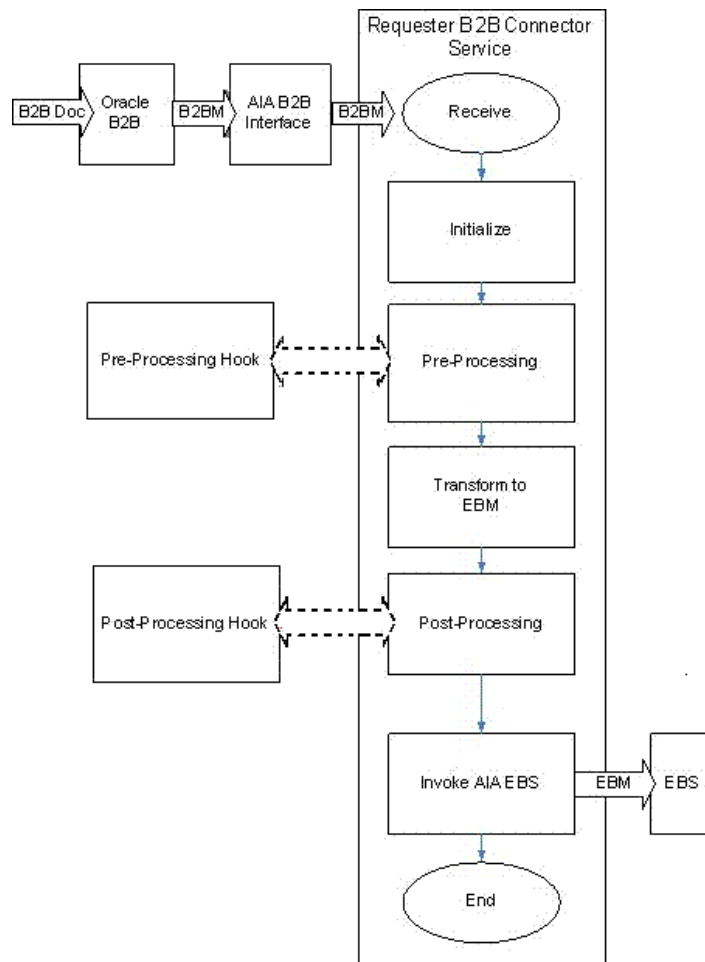 Requester B2B Connector
Service
B2B Doc
Oracle
B2B
B2BM
AIA B2B
Interface
B2BM
Receive
Initialize
Pre-Processing Hook
Pre-Processing
Transform to
EBM
Post-Processing Hook
Post-Processing
Invoke AIA EBS
EBM
EBS
End